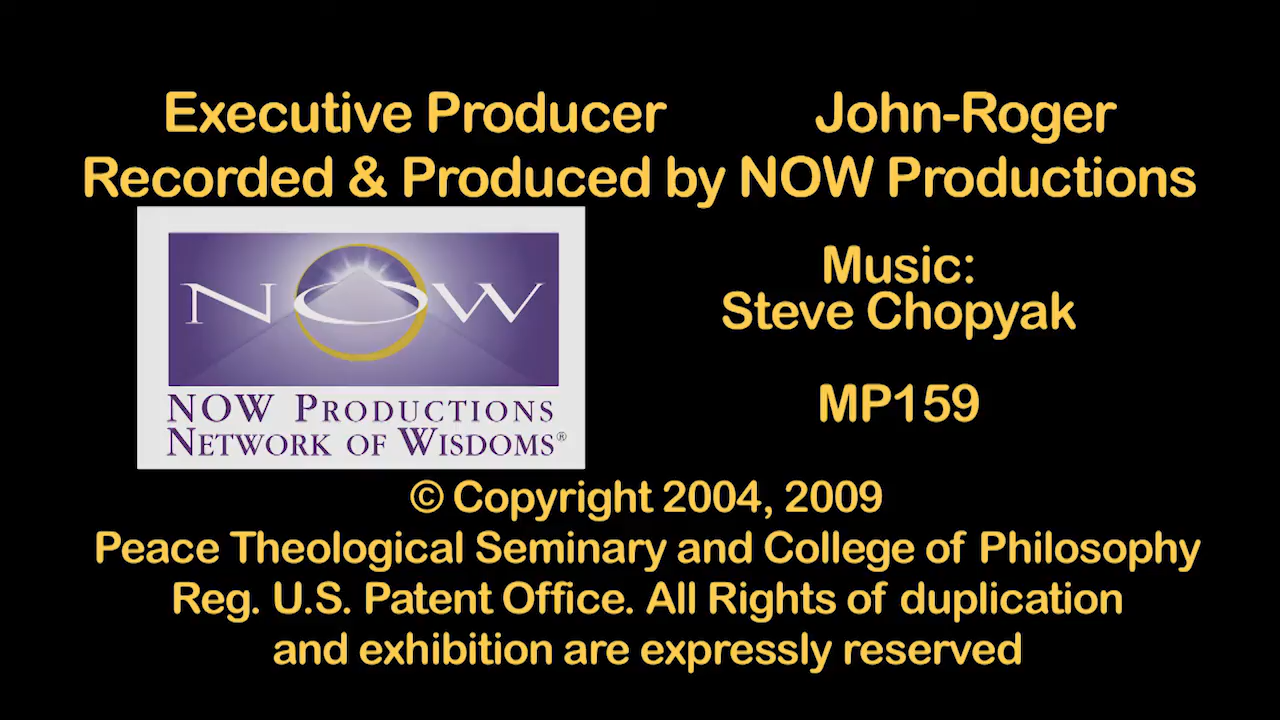 Executive Producer John-Roger
Recorded & Produced by NOW Productions
NOW
NOW PRODUCTIONS
NETWORK OF WISDOMS®
Music:
Steve Chopyak
MP159
© Copyright 2004, 2009
Peace Theological Seminary and College of Philosophy
Reg. U.S. Patent Office. All Rights of duplication
and exhibition are expressly reserved